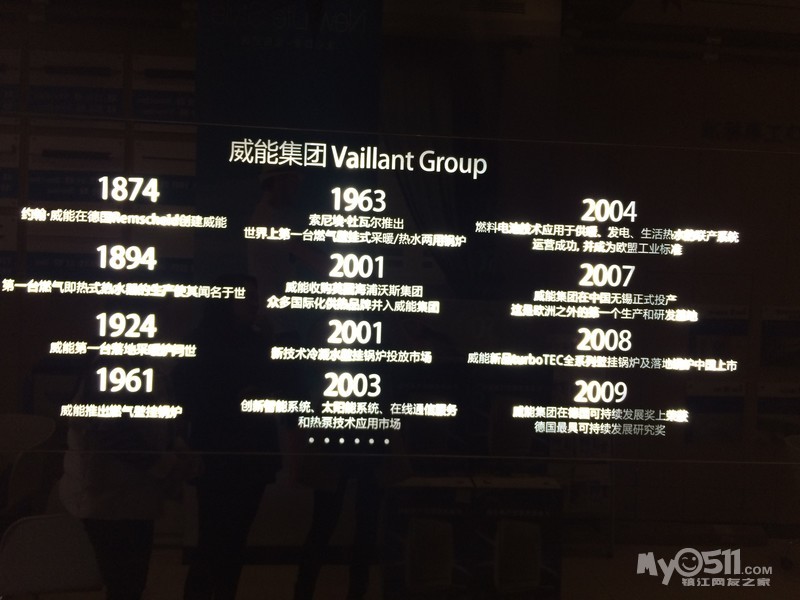 威能集团 Vaillant Group
1874
约翰·威能在德国Remscheid创建威能
1894
第一台燃气即热式热水器的生产使其闻名于世
1924
威能第一台落地采暖炉问世
1961
威能推出燃气壁挂锅炉
1963
索尼埃·杜瓦尔推出
世界上第一台燃气壁挂式采暖/热水两用锅炉
2001
威能收购英国海浦沃斯集团
众多国际化供热品牌并入威能集团
2001
新技术冷凝水壁挂锅炉投放市场
2003
创新智能系统、太阳能系统、在线通信服务
和热泵技术应用市场
2004
燃料电池技术应用于供暖、发电、生活热水的联产系统
运营成功, 并成为欧盟工业标准
2007
威能集团在中国无锡正式投产
这是欧洲之外的第一个生产和研发基地
2008
威能新品turboTEC全系列壁挂锅炉及落地锅炉中国上市
2009
威能集团在德国可持续发展奖上荣获
德国最具可持续发展研究奖
My0511.COM
镇江网友之家